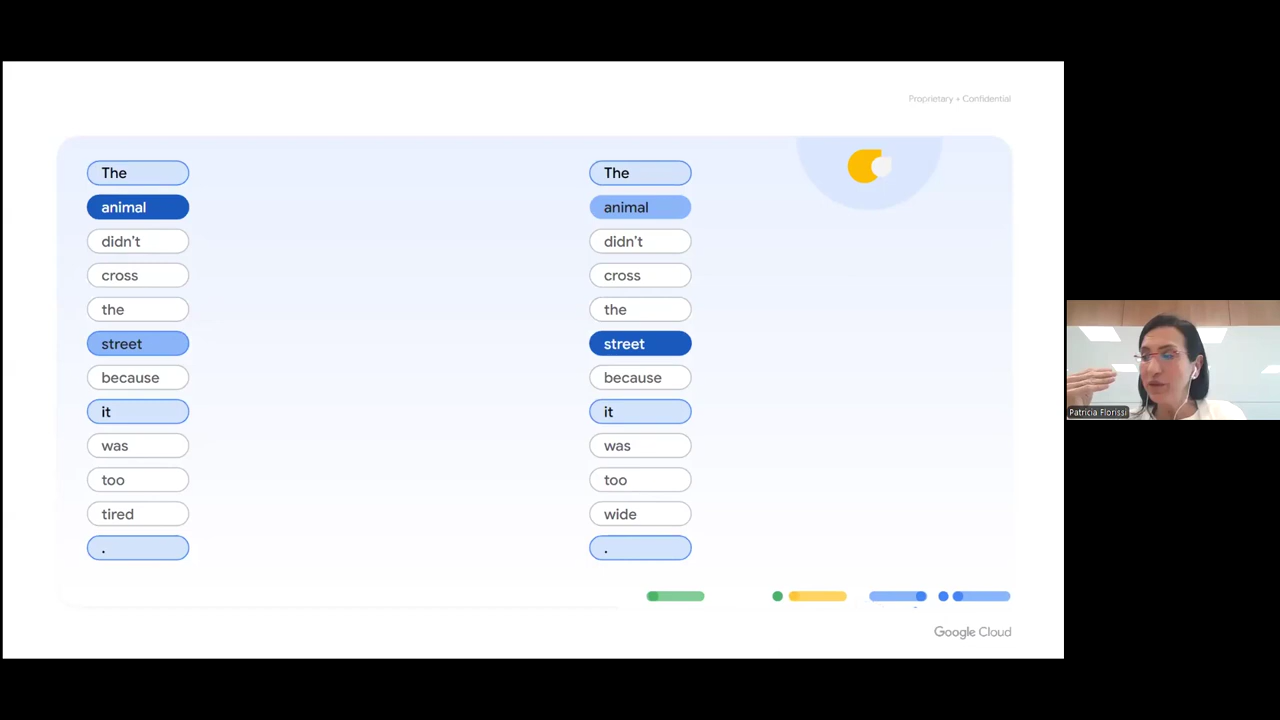 Proprietary + Confidential
The
animal
didn't
cross
the
street
because
it
was
too
tired
.
The
animal
didn't
cross
the
street
because
it
was
too
wide
.
Google Cloud
Patricia Florissi